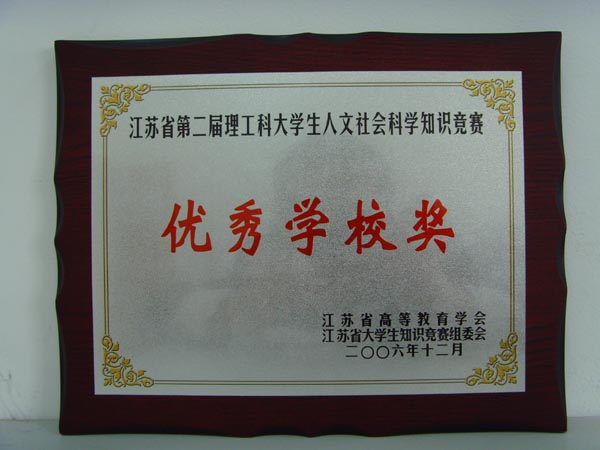 江苏省第二届理工科大学生人文社会科学知识竞赛
优秀学校奖
江苏省高等教育学会
江苏省大学生知识竞赛组委会
二〇〇六年十二月